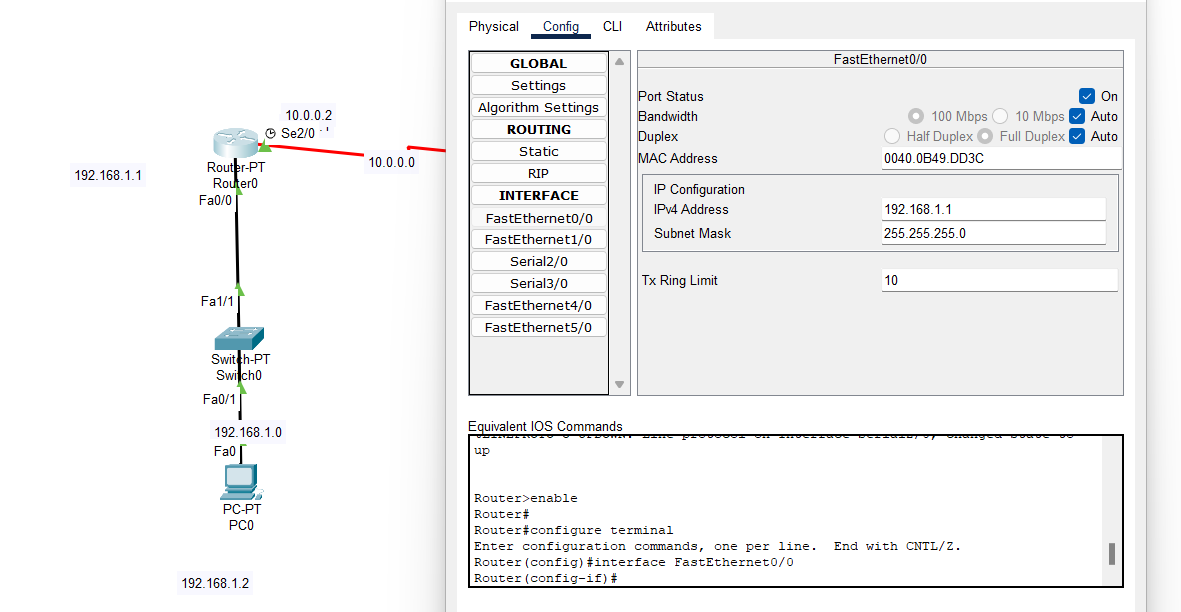 10.0.0.2
Se2/0
10.0.0.0
192.168.1.1
Router-PT
Router0
Fa0/0
Fa1/1
Switch-PT
Switch0
Fa0/1
192.168.1.0
Fa0
PC-PT
PC0
192.168.1.2
Physical Config CLI Attributes
GLOBAL
Settings
Algorithm Settings
ROUTING
Static
RIP
INTERFACE
FastEthernet0/0
FastEthernet1/0
Serial2/0
Serial3/0
FastEthernet4/0
FastEthernet5/0
FastEthernet0/0
Port Status On
Bandwidth 100 Mbps 10 Mbps Auto
Duplex Half Duplex Full Duplex Auto
MAC Address 0040.0B49.DD3C
IP Configuration
IPv4 Address 192.168.1.1
Subnet Mask 255.255.255.0
Tx Ring Limit 10
Equivalent IOS Commands
up
Router>enable
Router#
Router#configure terminal
Enter configuration commands, one per line. End with CNTL/Z.
Router(config)#interface FastEthernet0/0
Router(config-if)#